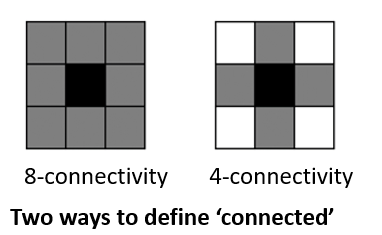 8-connectivity 4-connectivity
Two ways to define ‘connected’